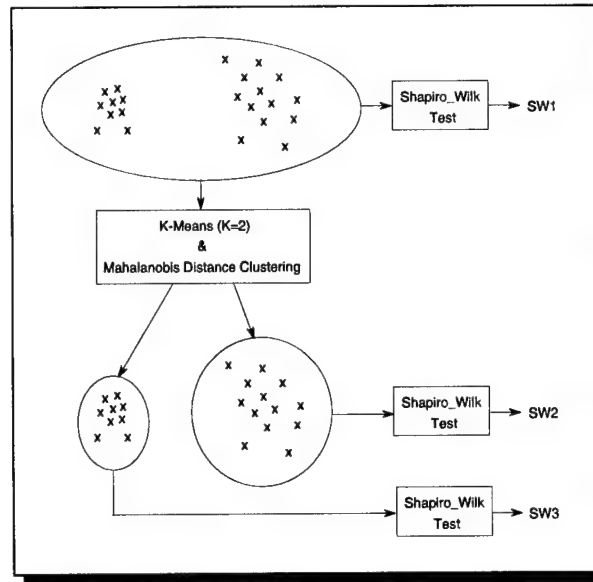 Shapiro_Wilk
Test
SW1
K-Means (K=2)
&
Mahalanobis Distance Clustering
Shapiro_Wilk
Test
SW2
Shapiro_Wilk
Test
SW3